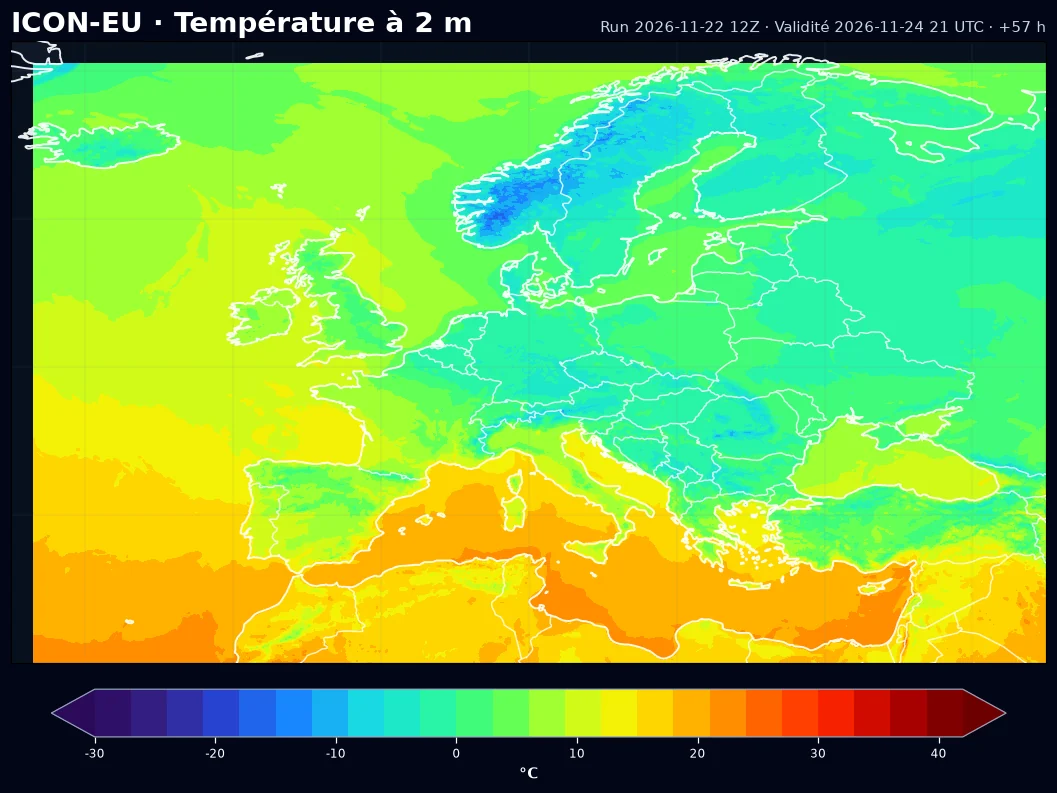 ICON-EU · Température à 2 m
Run 2026-11-22 12Z · Validité 2026-11-24 21 UTC · +57 h
-30 -20 -10 0 10 20 30 40
°C